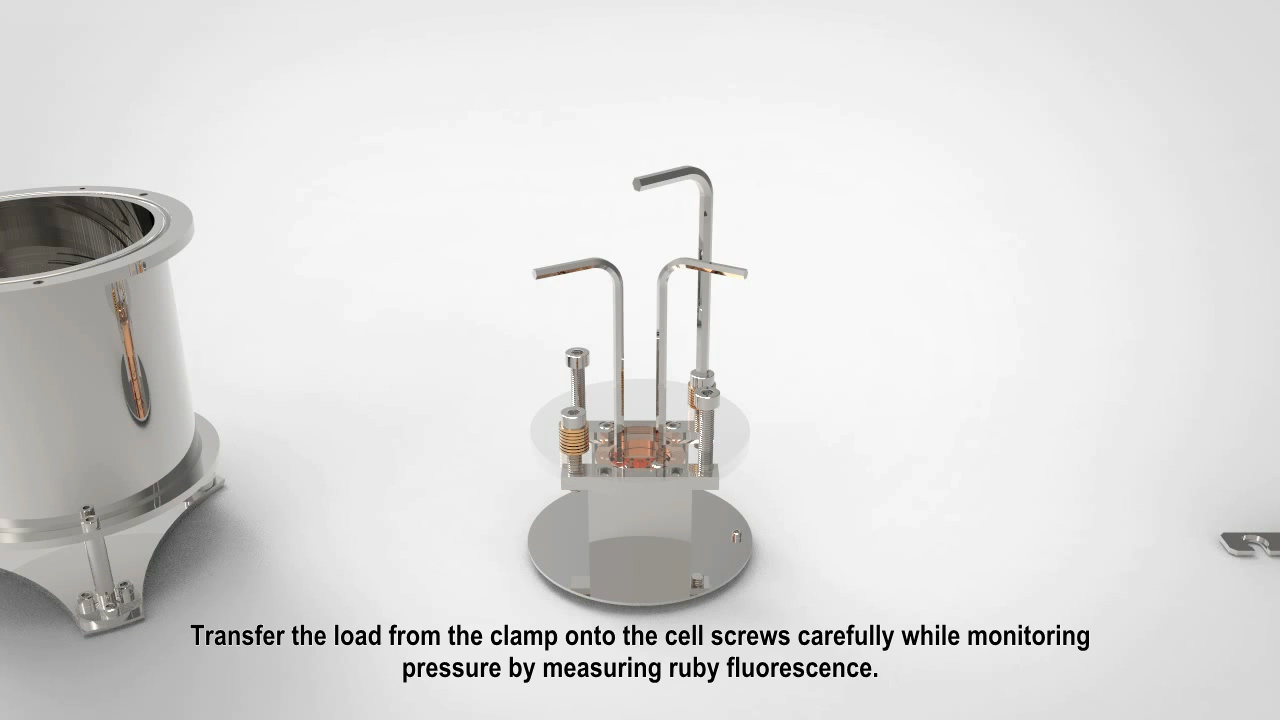 Transfer the load from the clamp onto the cell screws carefully while monitoring
pressure by measuring ruby fluorescence.